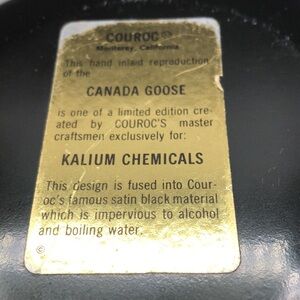 COUROC®
Monterey, California
This hand inlaid reproduction
of the
CANADA GOOSE
is one of a limited edition cre-
ated by COUROC'S master
craftsmen exclusively for:
KALIUM CHEMICALS
This design is fused into Cour-
oc's famous satin black material
which is impervious to alcohol
and boiling water.
©